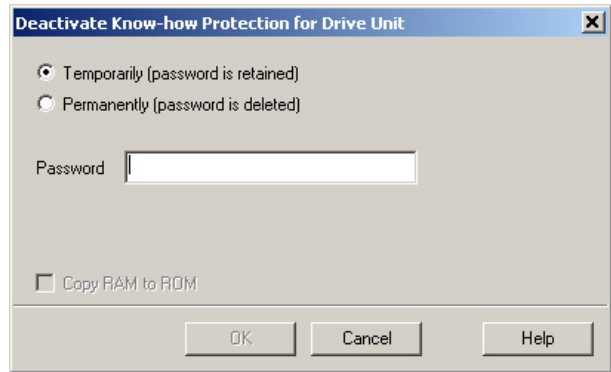 Deactivate Know-how Protection for Drive Unit
Temporarily (password is retained)
Permanently (password is deleted)
Password
Copy RAM to ROM
OK Cancel Help